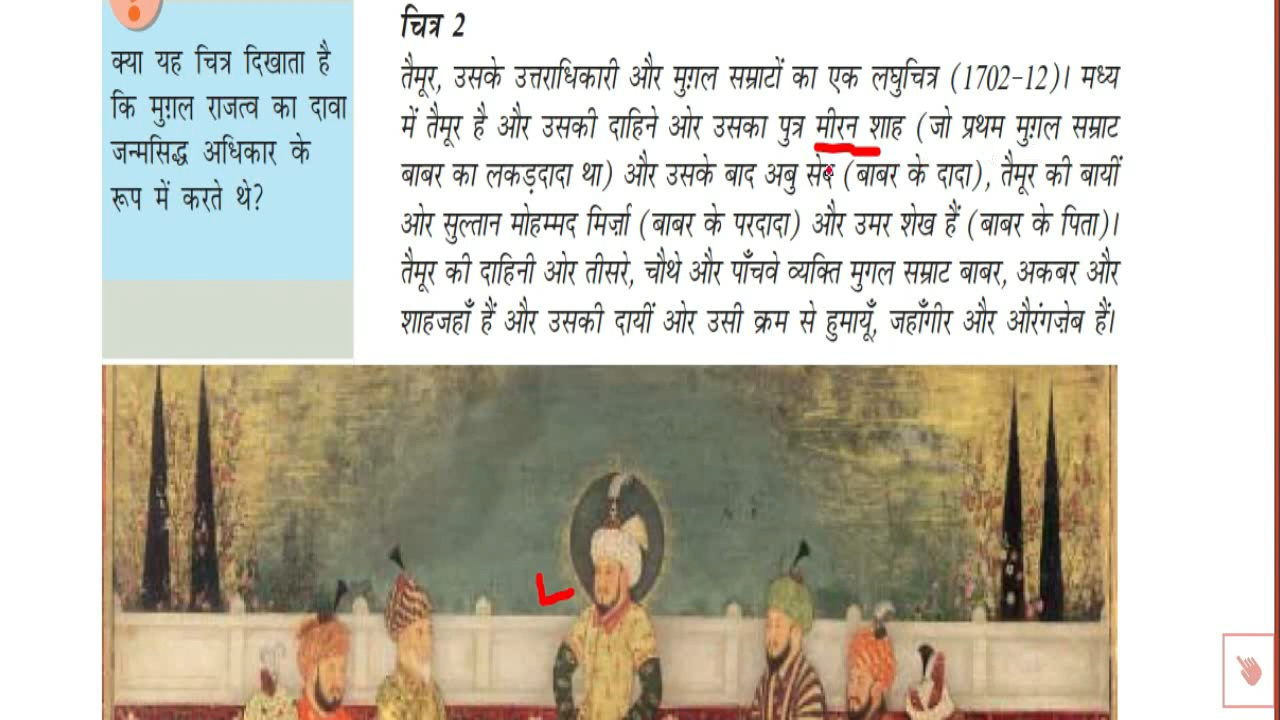 क्या यह चित्र दिखाता है
कि मुग़ल राजत्व का दावा
जन्मसिद्ध अधिकार के
रूप में करते थे?
चित्र 2
तैमूर, उसके उत्तराधिकारी और मुग़ल सम्राटों का एक लघुचित्र (1702-12)। मध्य
में तैमूर है और उसकी दाहिने ओर उसका पुत्र मीरन शाह (जो प्रथम मुग़ल सम्राट
बाबर का लकड़दादा था) और उसके बाद अबु सेद (बाबर के दादा), तैमूर की बायीं
ओर सुल्तान मोहम्मद मिर्ज़ा (बाबर के परदादा) और उमर शेख हैं (बाबर के पिता)।
तैमूर की दाहिनी ओर तीसरे, चौथे और पाँचवे व्यक्ति मुगल सम्राट बाबर, अकबर और
शाहजहाँ हैं और उसकी दायीं ओर उसी क्रम से हुमायूँ, जहाँगीर और औरंगज़ेब हैं।